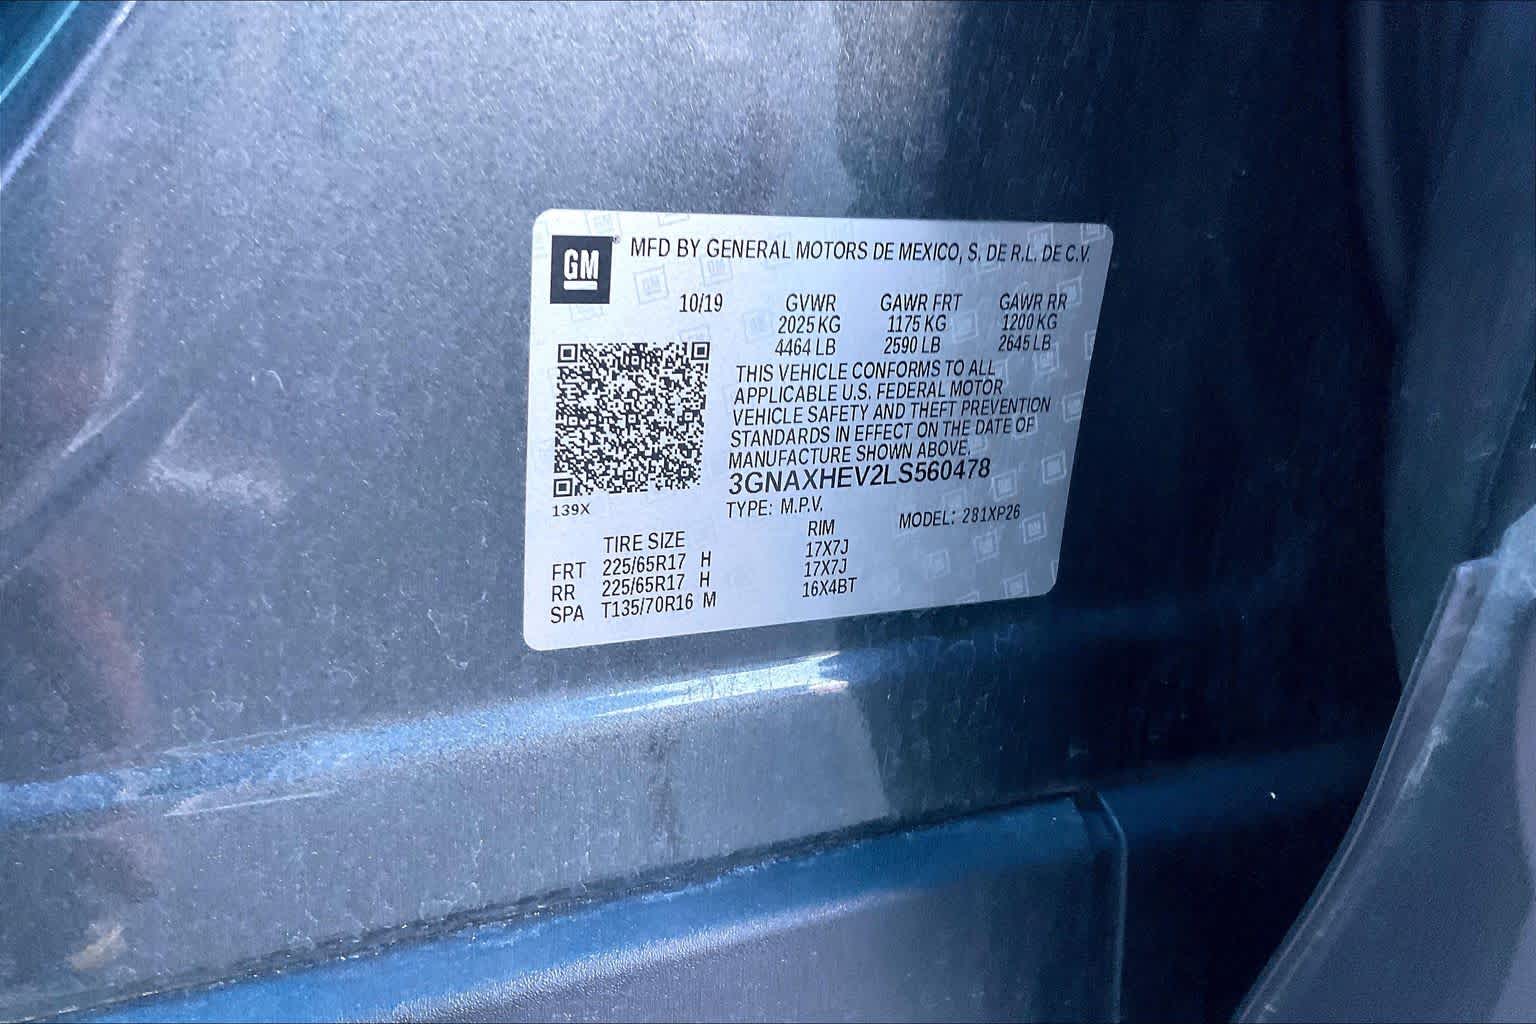 GM
MFD BY GENERAL MOTORS DE MEXICO, S. DE R.L. DE C.V.
10/19 GVWR GAWR FRT GAWR RR
2025 KG 1175 KG 1200 KG
4464 LB 2590 LB 2645 LB
THIS VEHICLE CONFORMS TO ALL
APPLICABLE U.S. FEDERAL MOTOR
VEHICLE SAFETY AND THEFT PREVENTION
STANDARDS IN EFFECT ON THE DATE OF
MANUFACTURE SHOWN ABOVE.
3GNAXHEV2LS560478
139X
TYPE: M.P.V. MODEL: 281XP26
TIRE SIZE RIM
FRT 225/65R17 H 17X7J
RR 225/65R17 H 17X7J
SPA T135/70R16 M 16X4BT